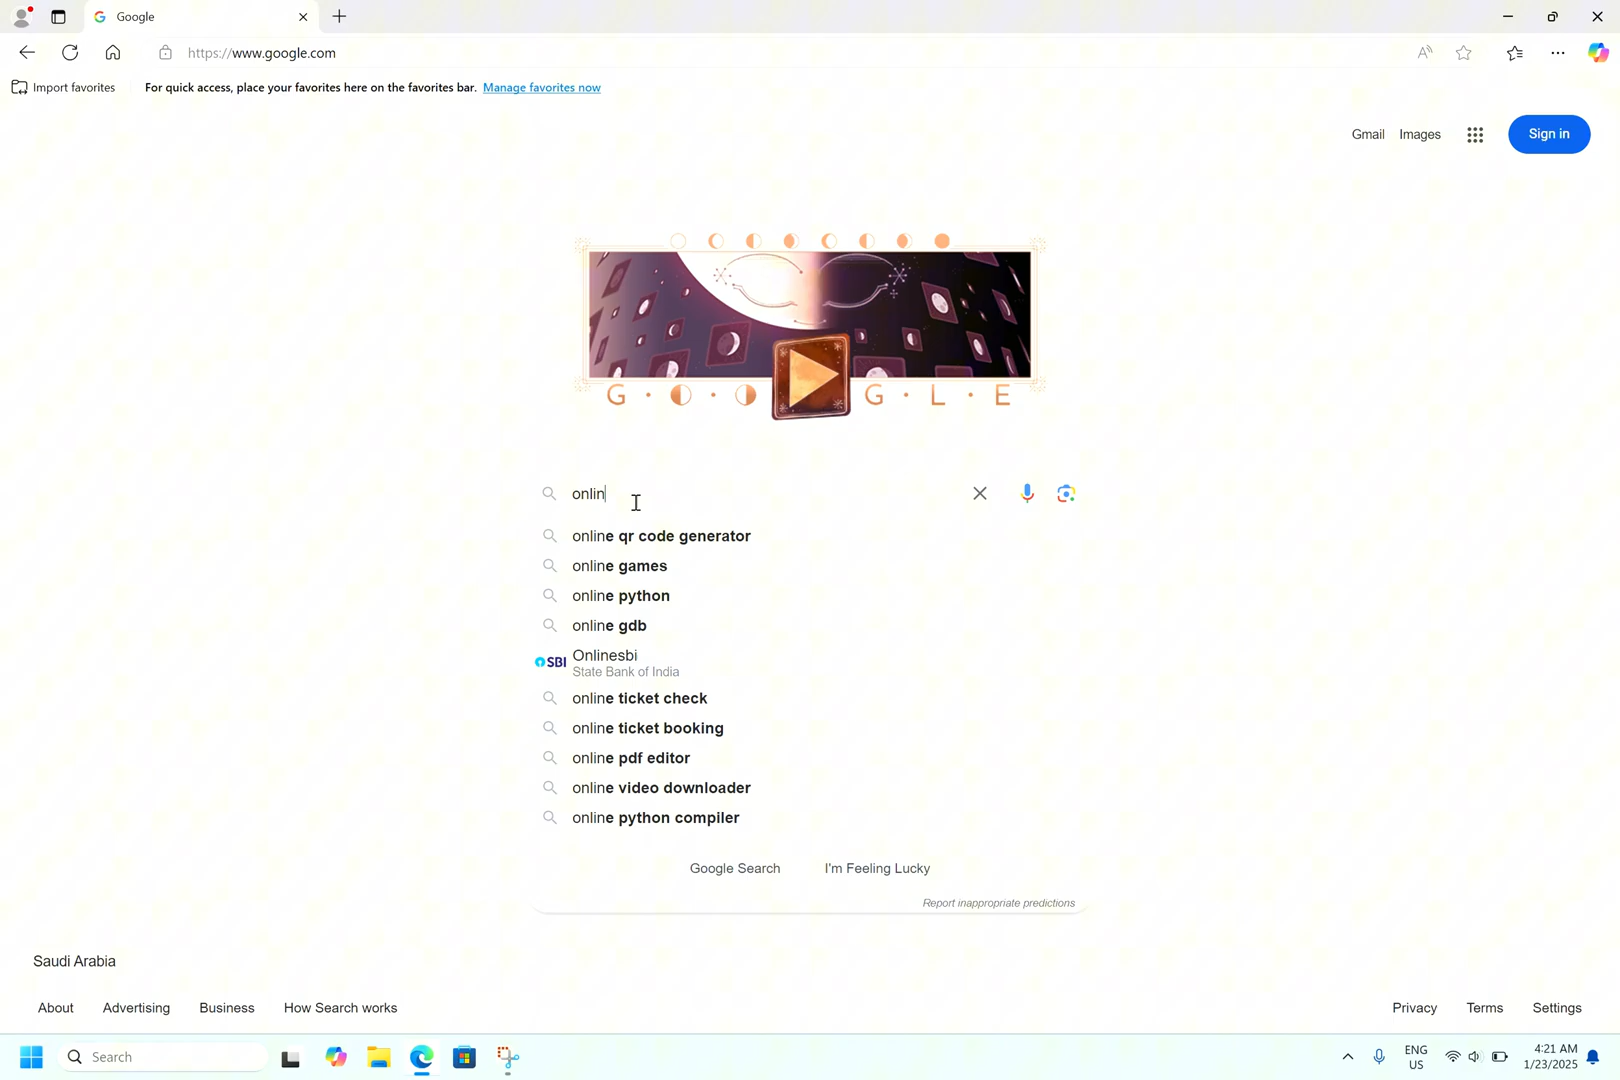 Google
https://www.google.com
Import favorites
For quick access, place your favorites here on the favorites bar. Manage favorites now
Gmail Images Sign in
G O O G L E
onlin
online qr code generator
online games
online python
online gdb
SBI Onlinesbi
State Bank of India
online ticket check
online ticket booking
online pdf editor
online video downloader
online python compiler
Google Search I'm Feeling Lucky
Report inappropriate predictions
Saudi Arabia
About Advertising Business How Search works Privacy Terms Settings
Search
ENG
US
4:21 AM
1/23/2025